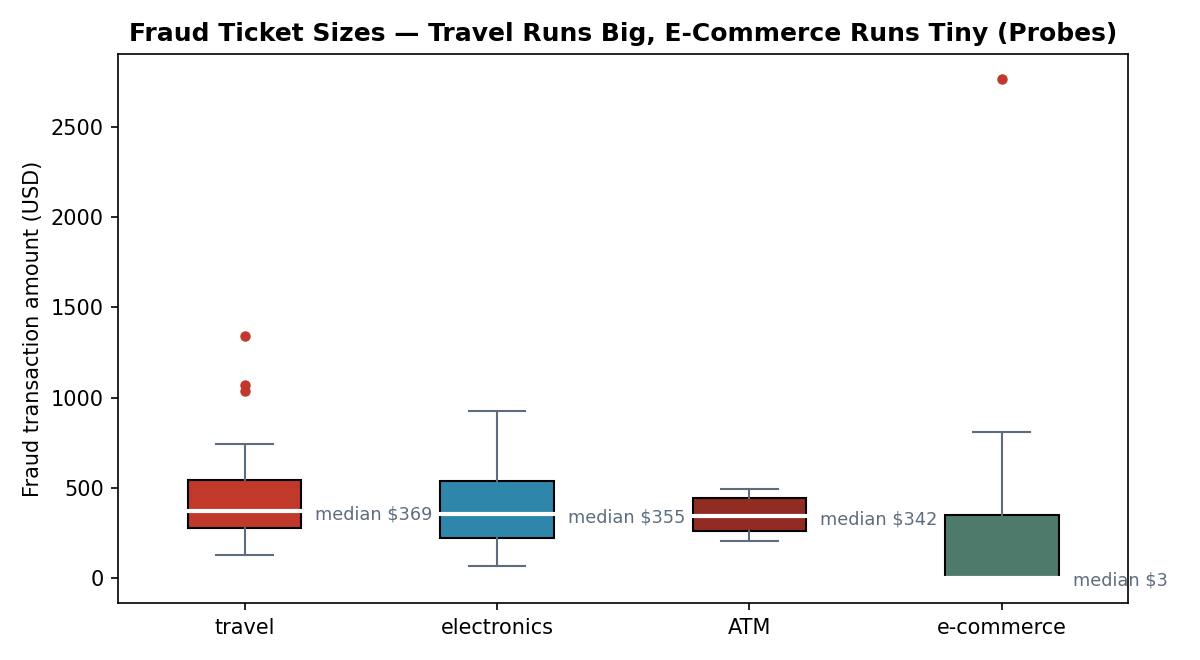 Fraud Ticket Sizes — Travel Runs Big, E-Commerce Runs Tiny (Probes)
Fraud transaction amount (USD)
2500
2000
1500
1000
500
0
median $369
median $355
median $342
median $3
travel
electronics
ATM
e-commerce